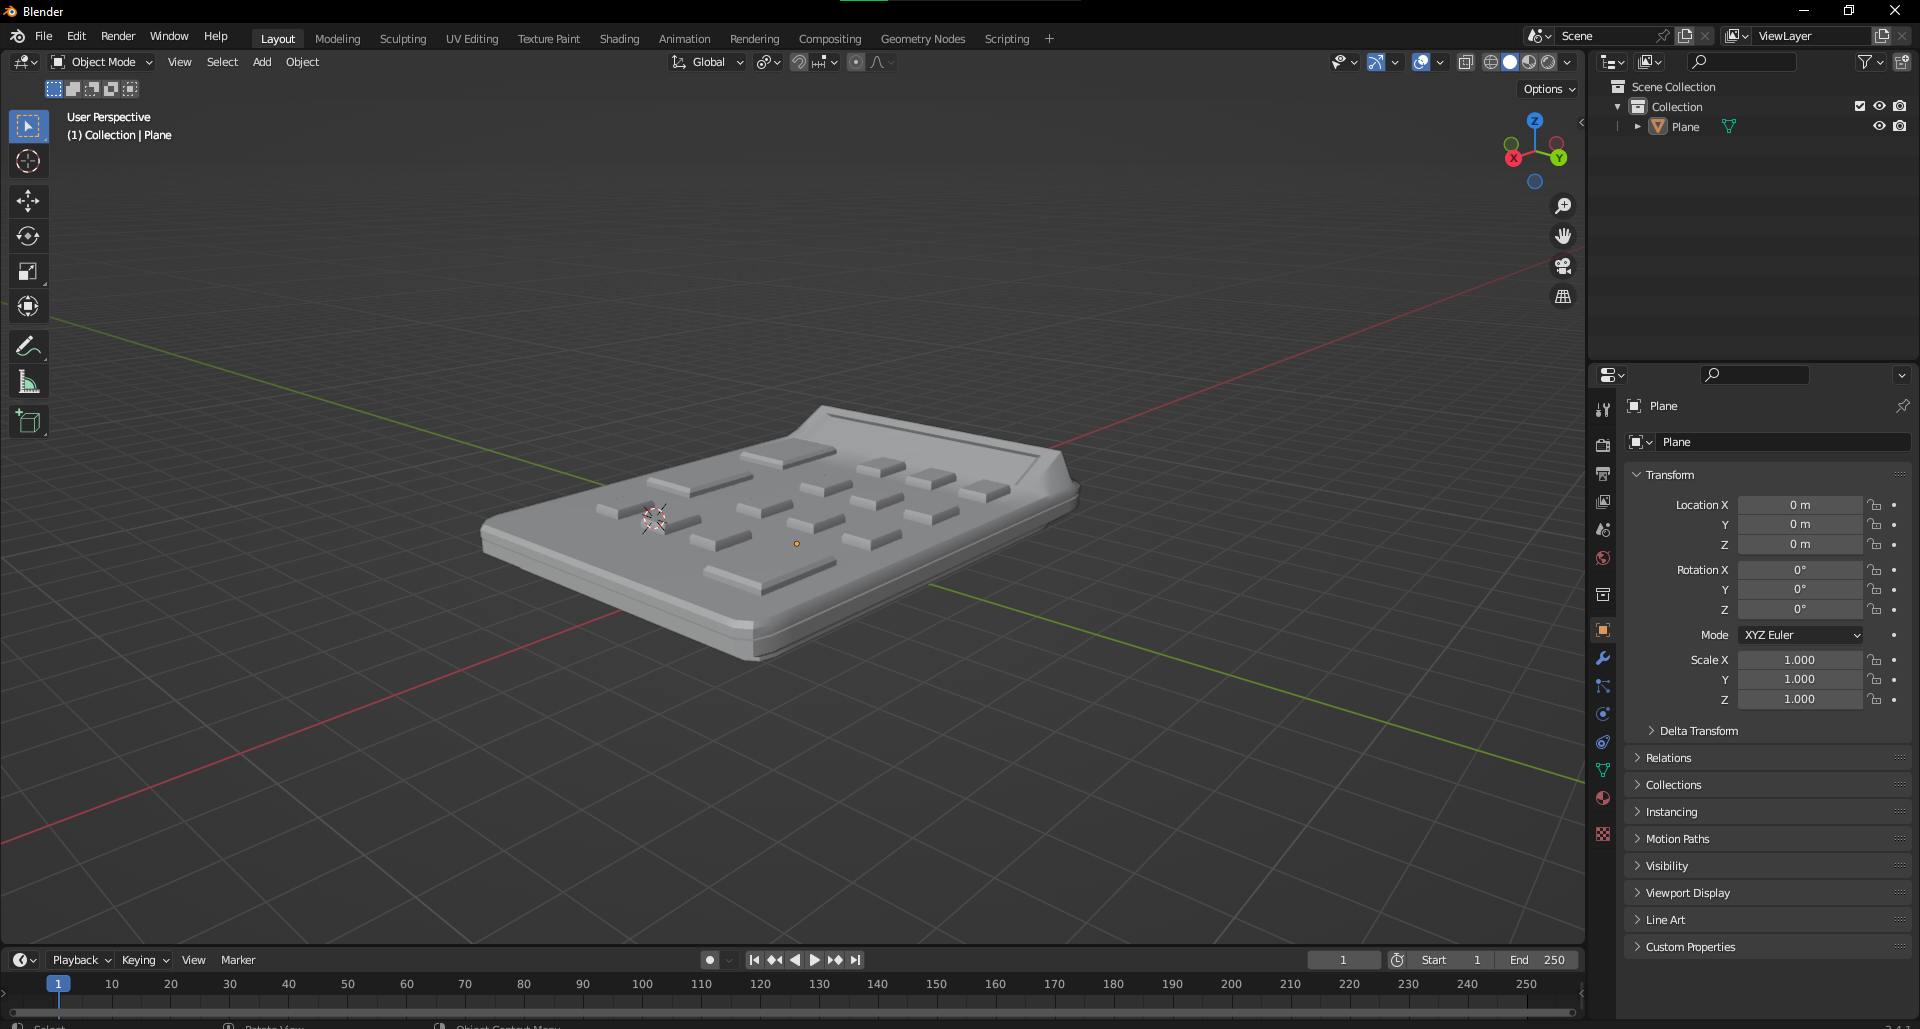 Blender
File Edit Render Window Help Layout Modeling Sculpting UV Editing Texture Paint Shading Animation Rendering Compositing Geometry Nodes Scripting + Scene ViewLayer
Object Mode View Select Add Object Global
Options
User Perspective
(1) Collection | Plane
Z
X Y
Scene Collection
Collection
Plane
Plane
Plane
Transform
Location X 0 m
Y 0 m
Z 0 m
Rotation X 0°
Y 0°
Z 0°
Mode XYZ Euler
Scale X 1.000
Y 1.000
Z 1.000
Delta Transform
Relations
Collections
Instancing
Motion Paths
Visibility
Viewport Display
Line Art
Custom Properties
Playback Keying View Marker 1 Start 1 End 250
1 10 20 30 40 50 60 70 80 90 100 110 120 130 140 150 160 170 180 190 200 210 220 230 240 250